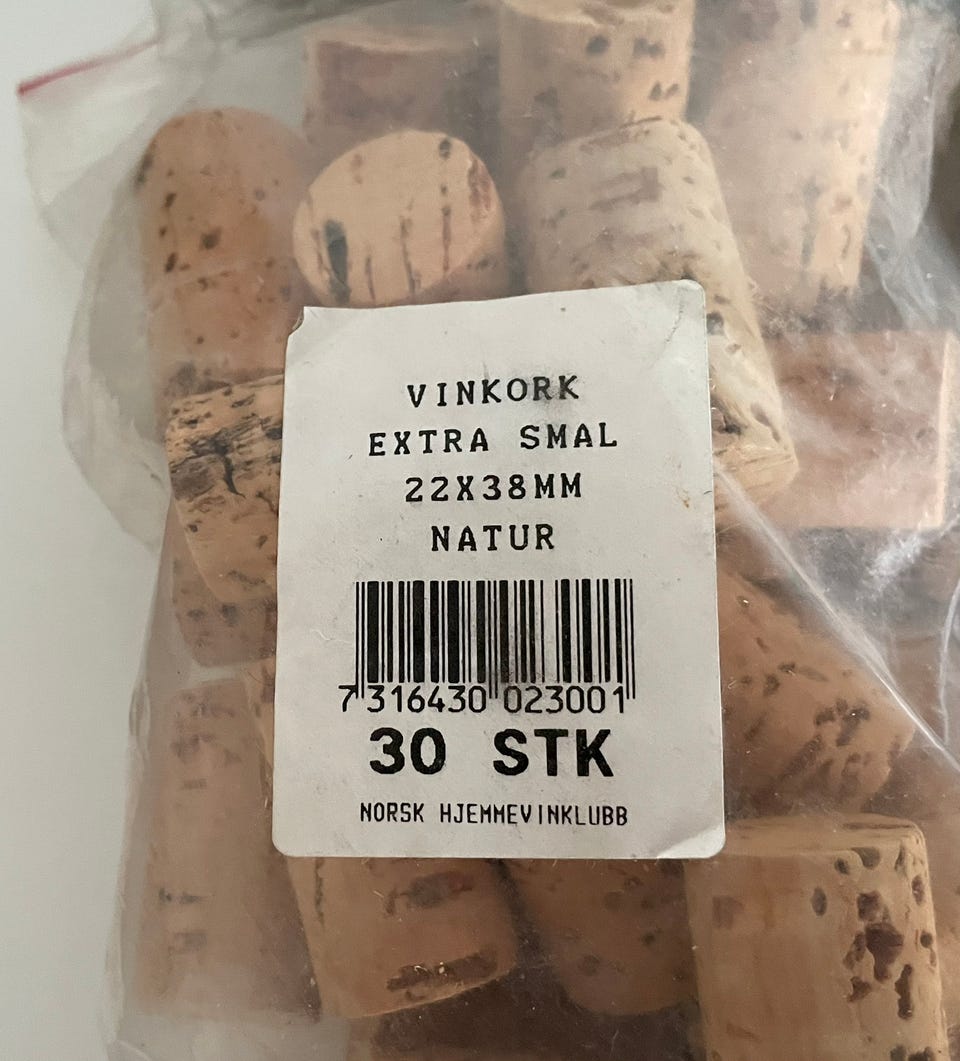 VINKORK
EXTRA SMAL
22X38MM
NATUR
7 316430 023001
30 STK
NORSK HJEMMEVINKLUBB